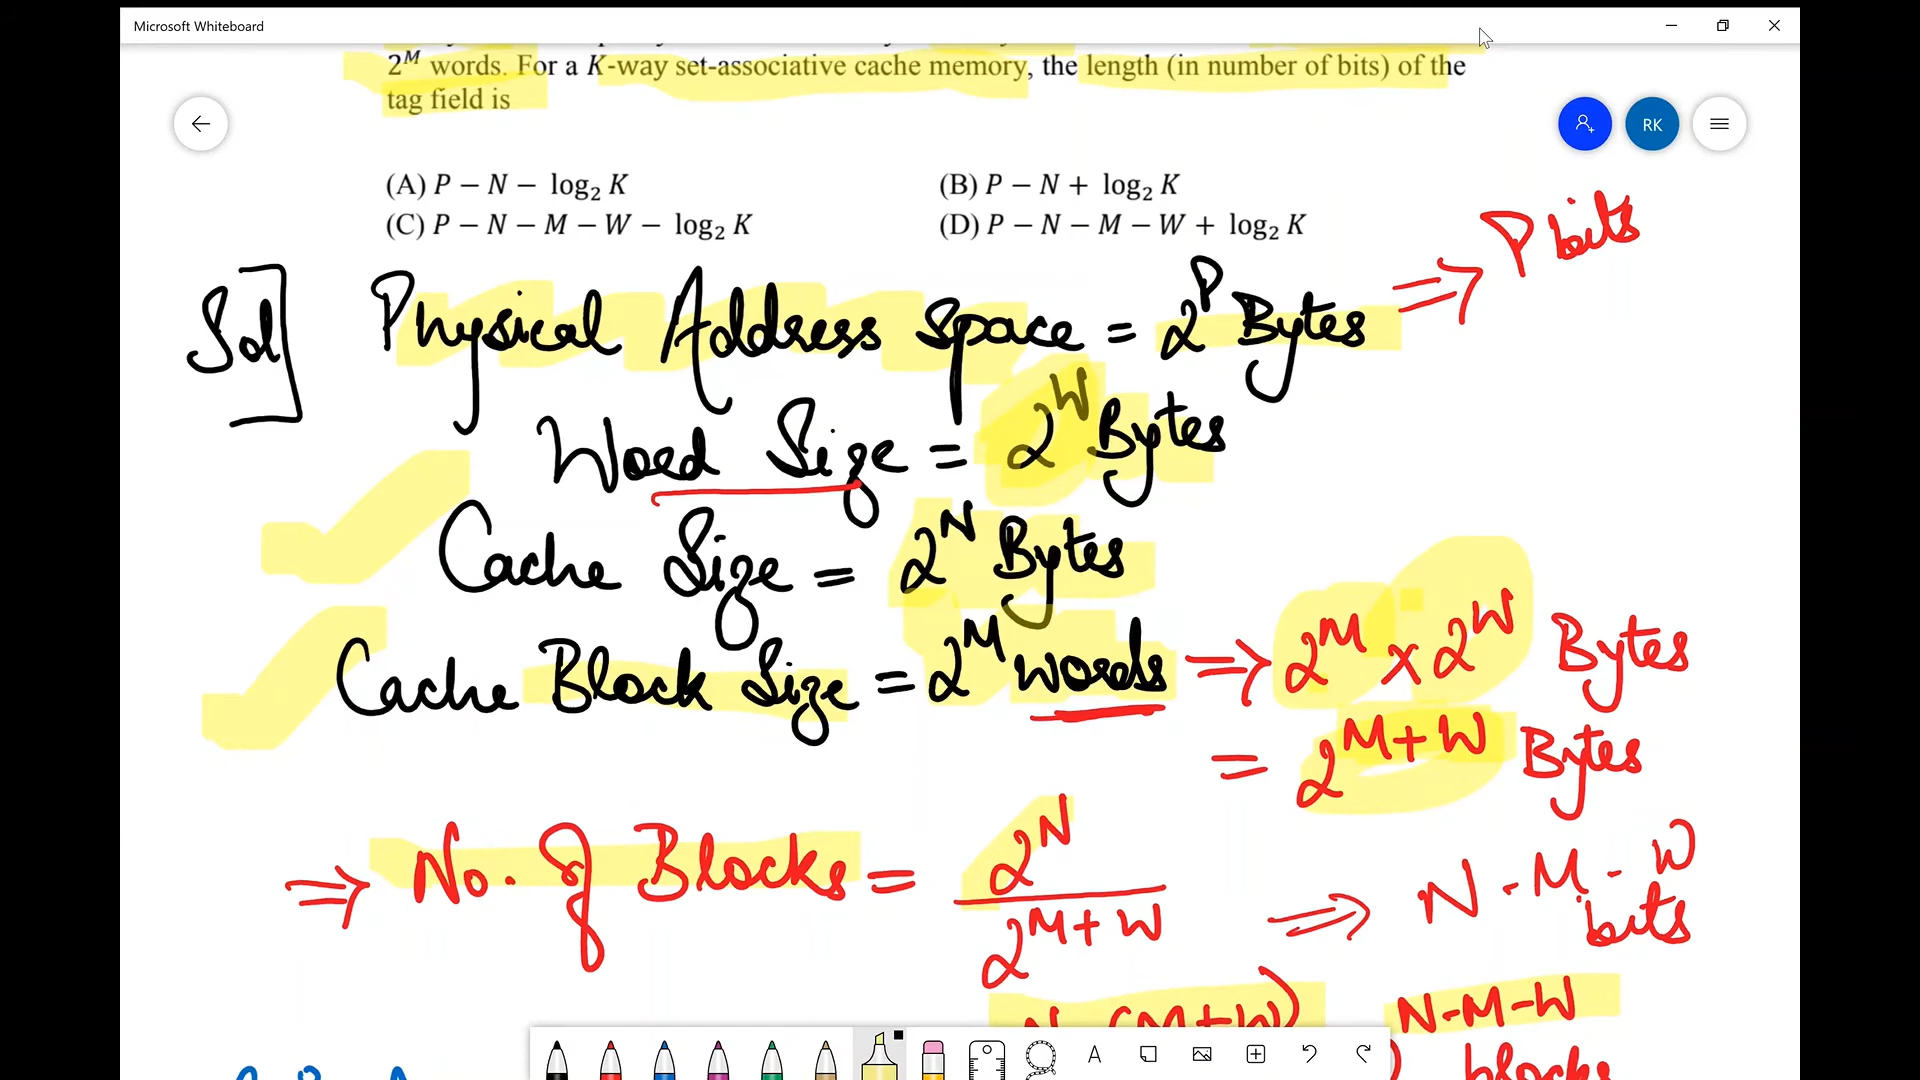 Microsoft Whiteboard
2^M words. For a K-way set-associative cache memory, the length (in number of bits) of the
tag field is
RK
(A) P − N − log₂ K (B) P − N + log₂ K
(C) P − N − M − W − log₂ K (D) P − N − M − W + log₂ K
Sol] Physical Address space = 2^P Bytes ⇒ P bits
Word Size = 2^W Bytes
Cache Size = 2^N Bytes
Cache Block Size = 2^M words ⇒ 2^M × 2^W Bytes
= 2^(M+W) Bytes
⇒ No. of Blocks = 2^N / 2^(M+W) ⇒ N-M-W bits
N-(M+W) N-M-W
blocks
A